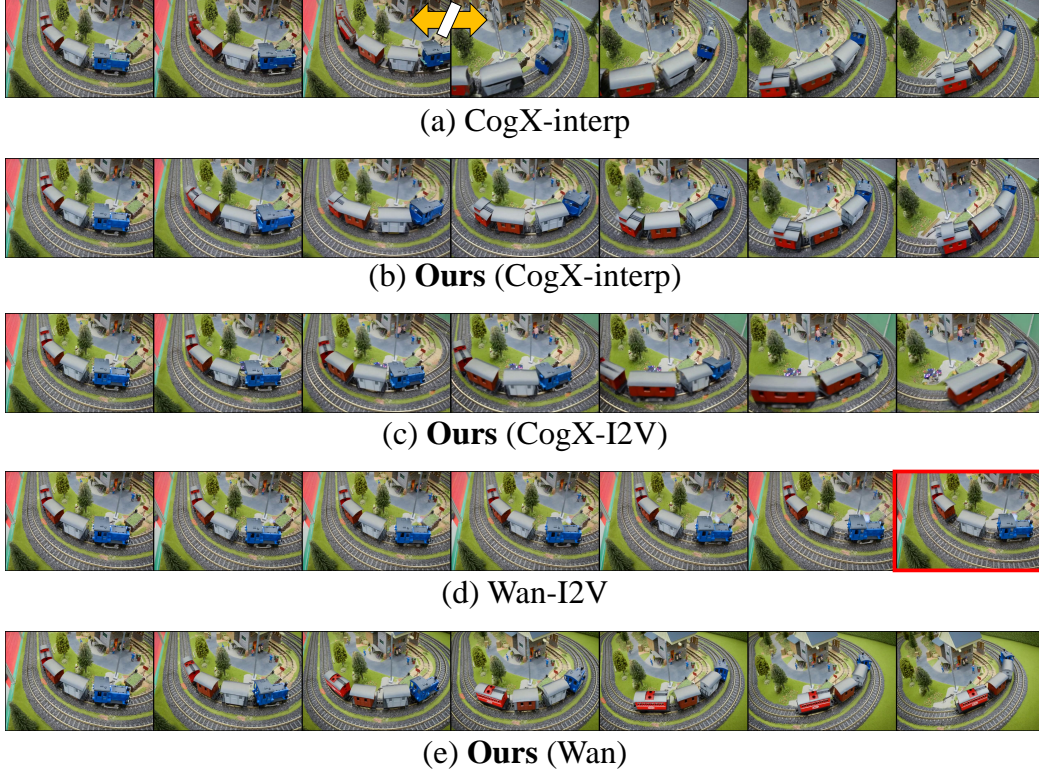 (a) CogX-interp
(b) Ours (CogX-interp)
(c) Ours (CogX-I2V)
(d) Wan-I2V
(e) Ours (Wan)